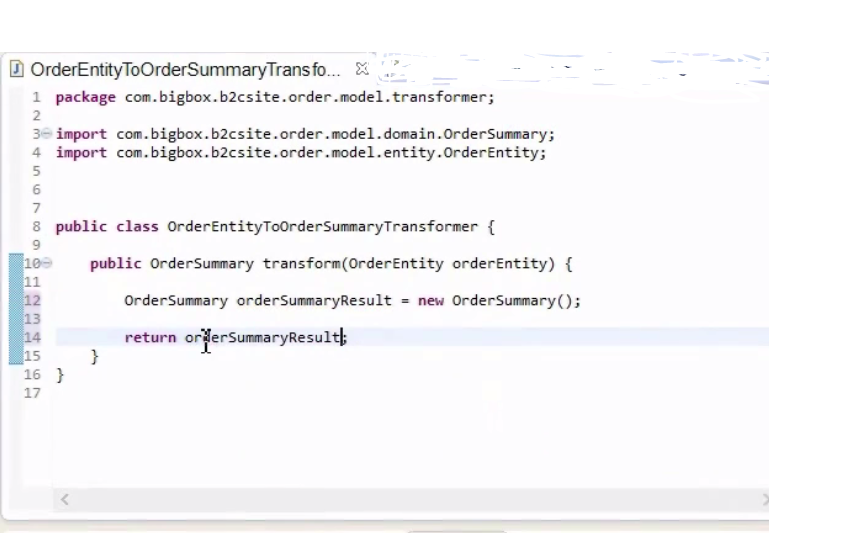 OrderEntityToOrderSummaryTransfo...
1 package com.bigbox.b2csite.order.model.transformer;
2
3 import com.bigbox.b2csite.order.model.domain.OrderSummary;
4 import com.bigbox.b2csite.order.model.entity.OrderEntity;
5
6
7
8 public class OrderEntityToOrderSummaryTransformer {
9
10 public OrderSummary transform(OrderEntity orderEntity) {
11
12 OrderSummary orderSummaryResult = new OrderSummary();
13
14 return orderSummaryResult;
15 }
16 }
17